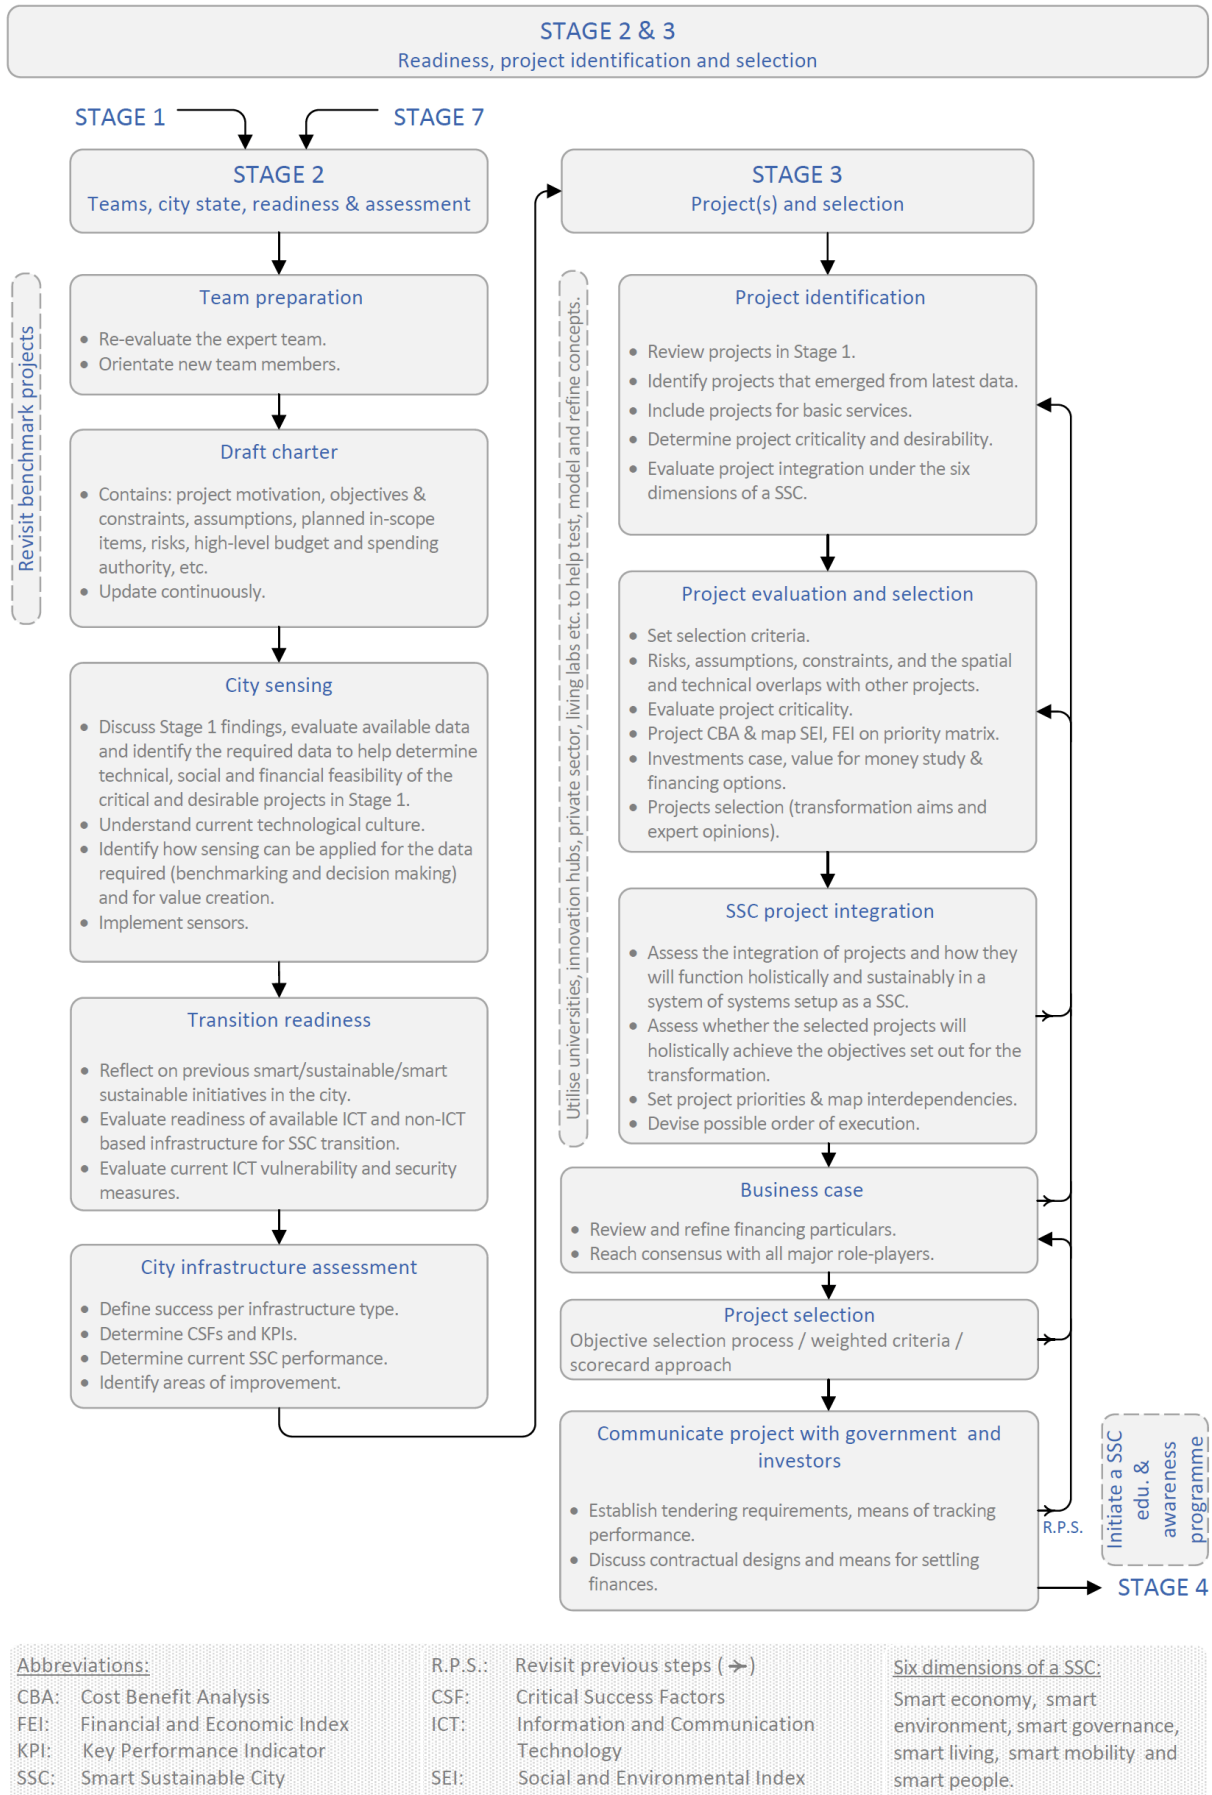 STAGE 2 & 3
Readiness, project identification and selection
STAGE 1
STAGE 7
STAGE 2
Teams, city state, readiness & assessment
Revisit benchmark projects
Team preparation
• Re-evaluate the expert team.
• Orientate new team members.
Draft charter
• Contains: project motivation, objectives &
constraints, assumptions, planned in-scope
items, risks, high-level budget and spending
authority, etc.
• Update continuously.
City sensing
• Discuss Stage 1 findings, evaluate available data
and identify the required data to help determine
technical, social and financial feasibility of the
critical and desirable projects in Stage 1.
• Understand current technological culture.
• Identify how sensing can be applied for the data
required (benchmarking and decision making)
and for value creation.
• Implement sensors.
Transition readiness
• Reflect on previous smart/sustainable/smart
sustainable initiatives in the city.
• Evaluate readiness of available ICT and non-ICT
based infrastructure for SSC transition.
• Evaluate current ICT vulnerability and security
measures.
City infrastructure assessment
• Define success per infrastructure type.
• Determine CSFs and KPIs.
• Determine current SSC performance.
• Identify areas of improvement.
STAGE 3
Project(s) and selection
Utilise universities, innovation hubs, private sector, living labs etc. to help test, model and refine concepts.
Project identification
• Review projects in Stage 1.
• Identify projects that emerged from latest data.
• Include projects for basic services.
• Determine project criticality and desirability.
• Evaluate project integration under the six
dimensions of a SSC.
Project evaluation and selection
• Set selection criteria.
• Risks, assumptions, constraints, and the spatial
and technical overlaps with other projects.
• Evaluate project criticality.
• Project CBA & map SEI, FEI on priority matrix.
• Investments case, value for money study &
financing options.
• Projects selection (transformation aims and
expert opinions).
SSC project integration
• Assess the integration of projects and how they
will function holistically and sustainably in a
system of systems setup as a SSC.
• Assess whether the selected projects will
holistically achieve the objectives set out for the
transformation.
• Set project priorities & map interdependencies.
• Devise possible order of execution.
Business case
• Review and refine financing particulars.
• Reach consensus with all major role-players.
Project selection
Objective selection process / weighted criteria /
scorecard approach
Communicate project with government and
investors
• Establish tendering requirements, means of tracking
performance.
• Discuss contractual designs and means for settling
finances.
R.P.S.
Initiate a SSC
edu. &
awareness
programme
STAGE 4
Abbreviations:
CBA: Cost Benefit Analysis
FEI: Financial and Economic Index
KPI: Key Performance Indicator
SSC: Smart Sustainable City
R.P.S.: Revisit previous steps ( )
CSF: Critical Success Factors
ICT: Information and Communication
Technology
SEI: Social and Environmental Index
Six dimensions of a SSC:
Smart economy, smart
environment, smart governance,
smart living, smart mobility and
smart people.